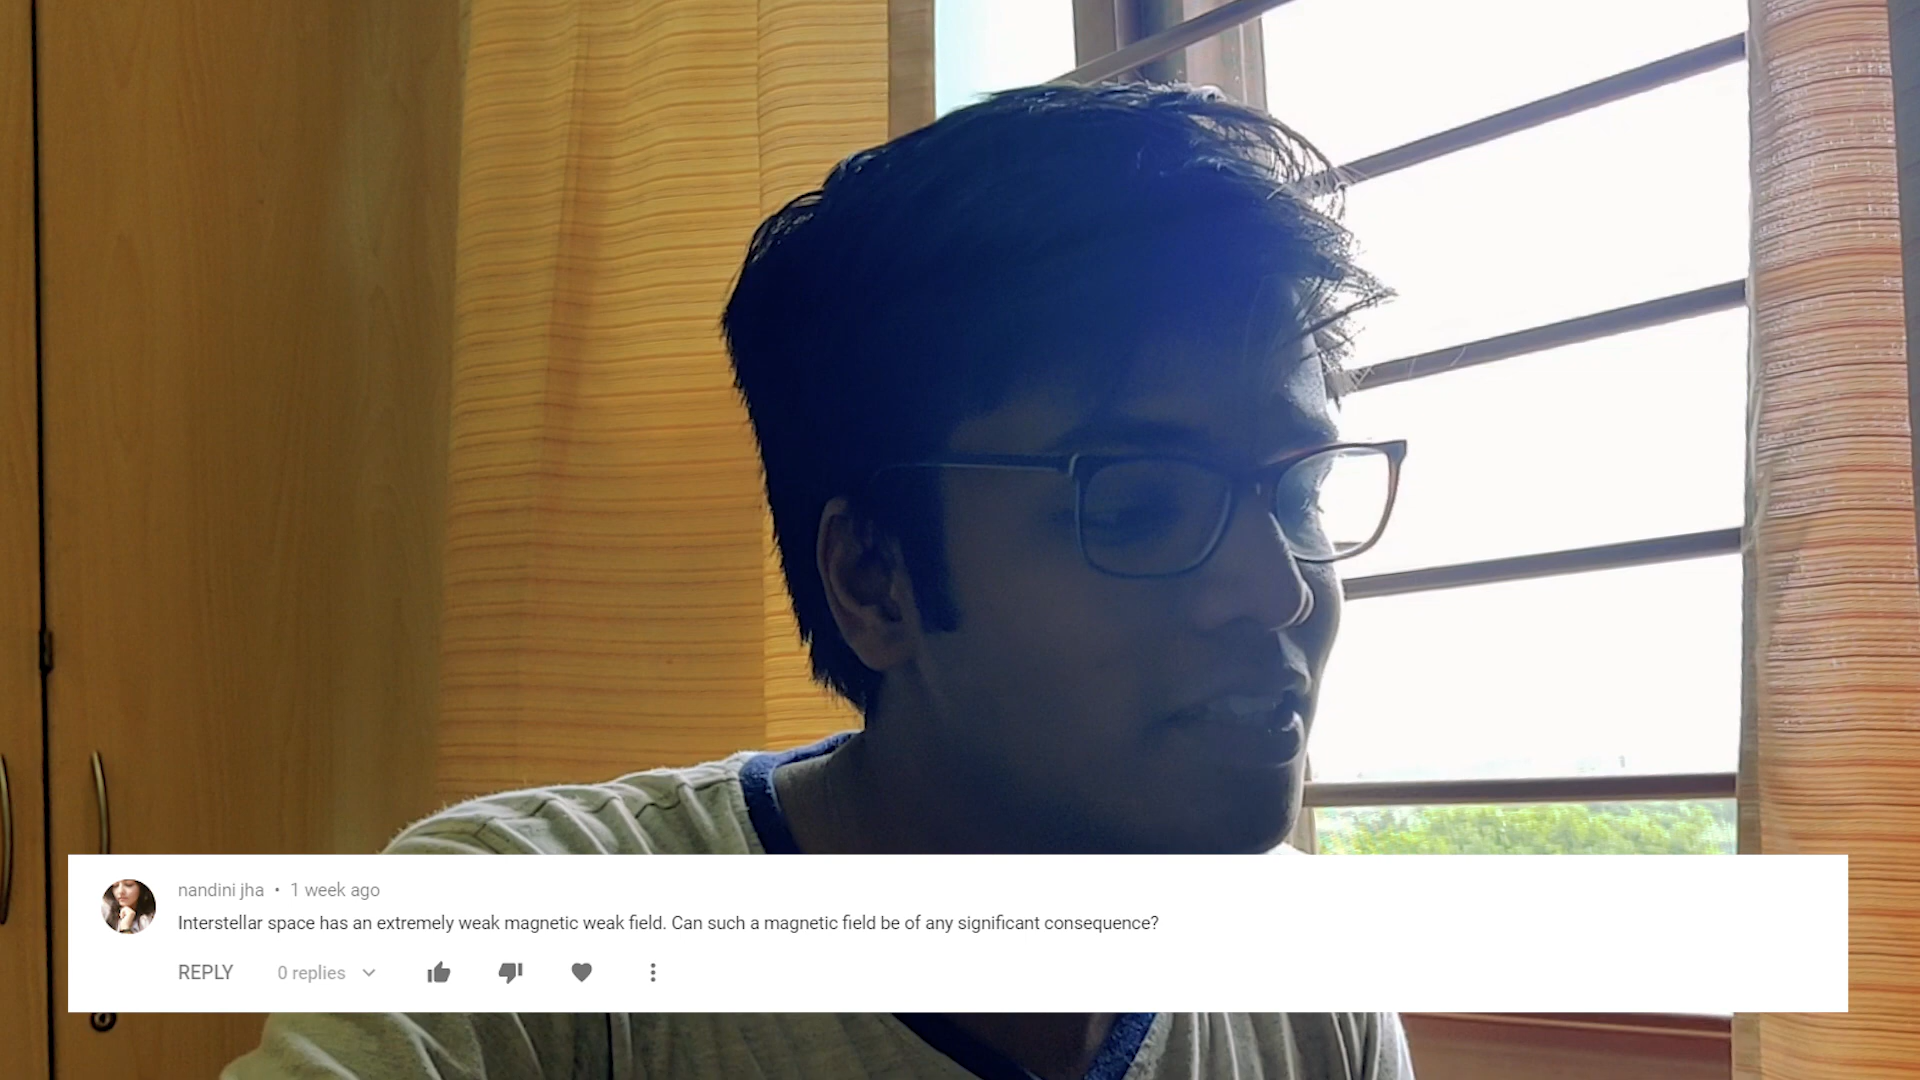 nandini jha • 1 week ago
Interstellar space has an extremely weak magnetic weak field. Can such a magnetic field be of any significant consequence?
REPLY 0 replies